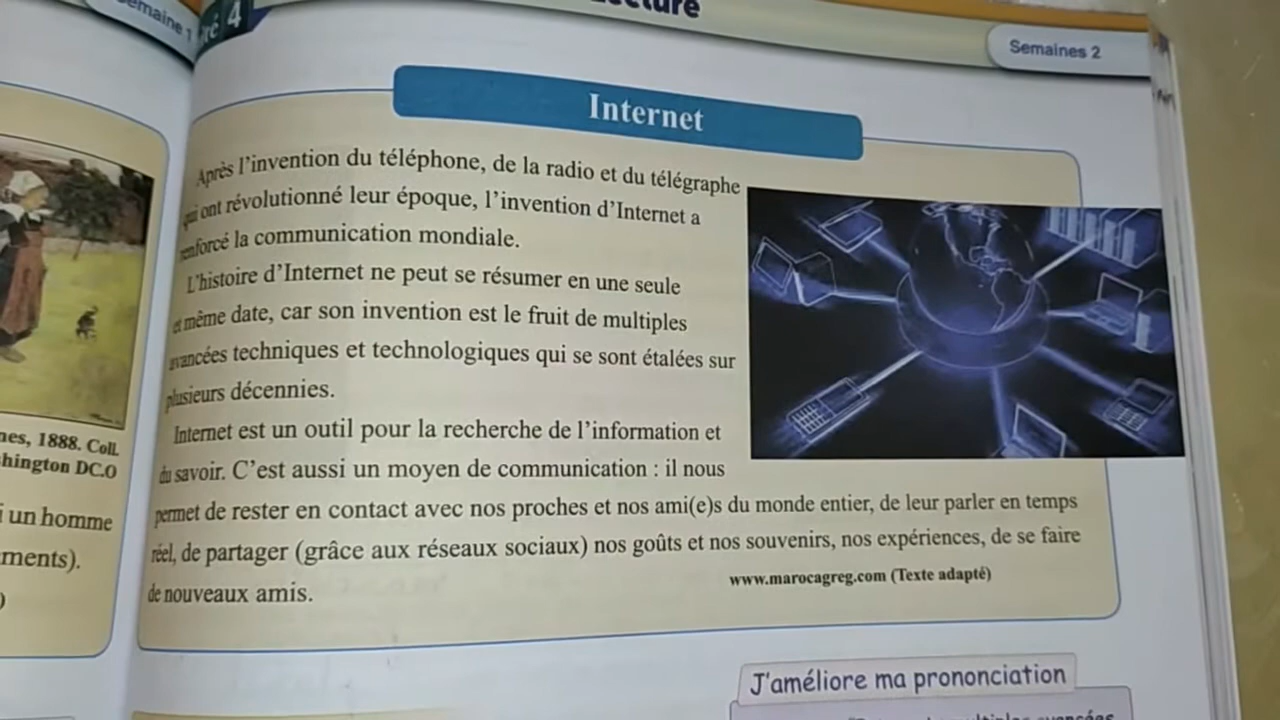 Semaine 1
4
Lecture
Semaines 2
Internet
Après l'invention du téléphone, de la radio et du télégraphe
qui ont révolutionné leur époque, l'invention d'Internet a
renforcé la communication mondiale.
L'histoire d'Internet ne peut se résumer en une seule
et même date, car son invention est le fruit de multiples
avancées techniques et technologiques qui se sont étalées sur
plusieurs décennies.
Internet est un outil pour la recherche de l'information et
du savoir. C'est aussi un moyen de communication : il nous
permet de rester en contact avec nos proches et nos ami(e)s du monde entier, de leur parler en temps
réel, de partager (grâce aux réseaux sociaux) nos goûts et nos souvenirs, nos expériences, de se faire
de nouveaux amis.
www.marocagreg.com (Texte adapté)
1888. Coll.
DC.O
un homme
ments).
J'améliore ma prononciation